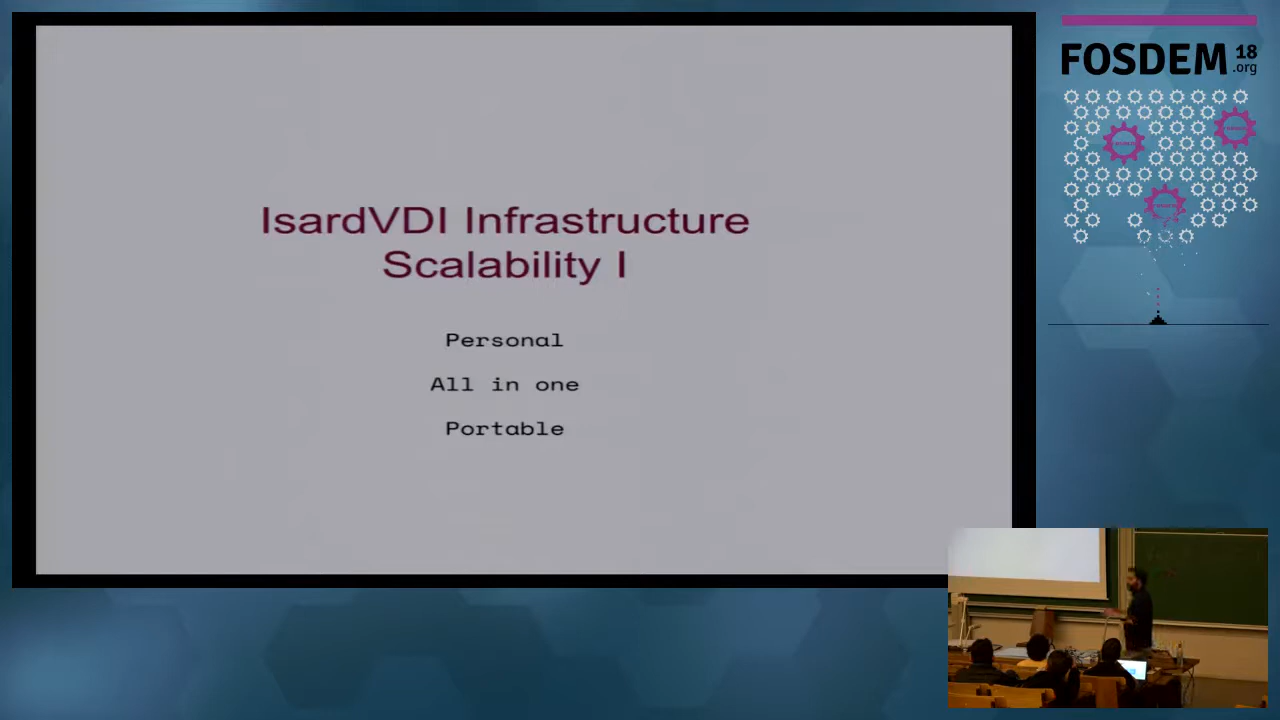 IsardVDI Infrastructure
Scalability I
Personal
All in one
Portable
FOSDEM 18
.org